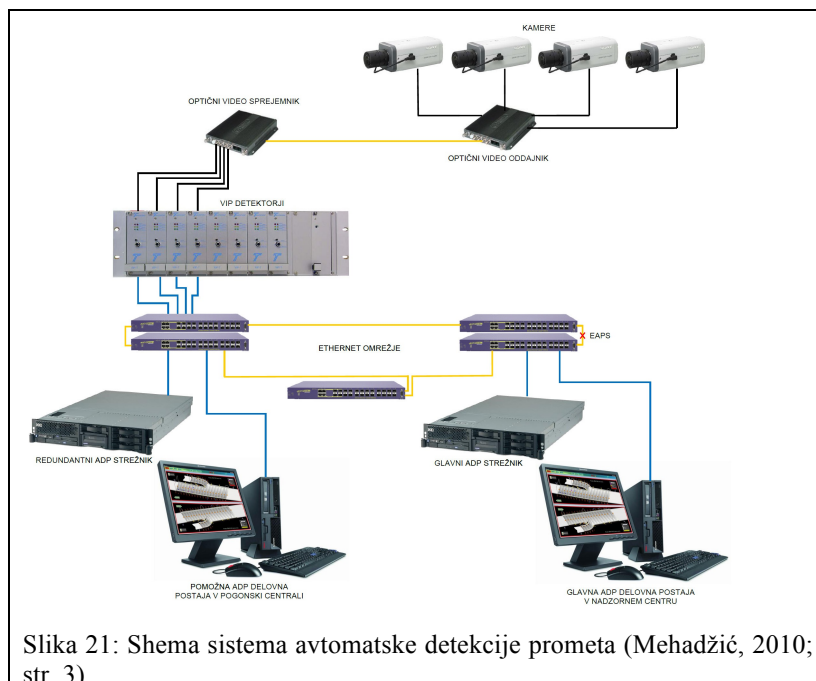 KAMERE
OPTIČNI VIDEO SPREJEMNIK
OPTIČNI VIDEO ODDAJNIK
VIP DETEKTORJI
ETHERNET OMREŽJE
EAPS
REDUNDANTNI ADP STREŽNIK
GLAVNI ADP STREŽNIK
POMOŽNA ADP DELOVNA
POSTAJA V POGONSKI CENTRALI
GLAVNA ADP DELOVNA POSTAJA
V NADZORNEM CENTRU
Slika 21: Shema sistema avtomatske detekcije prometa (Mehadžić, 2010;
str. 3)